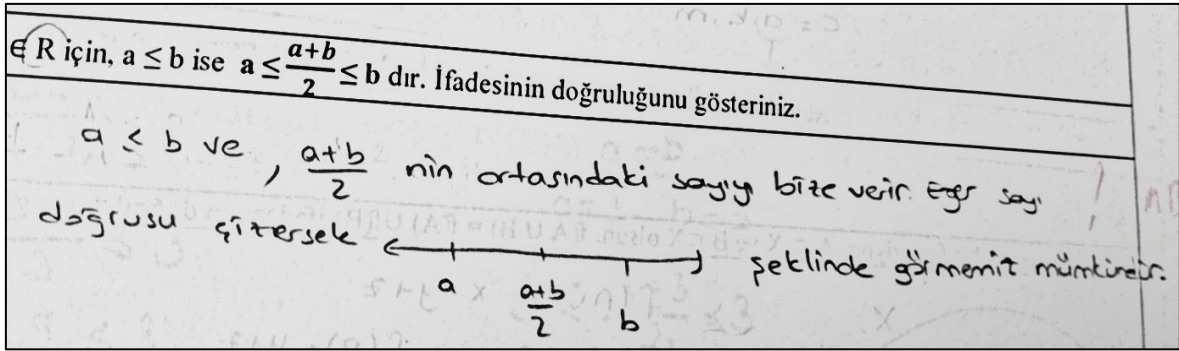 ∈ R için, a ≤ b ise a ≤ (a+b)/2 ≤ b dır. İfadesinin doğruluğunu gösteriniz.
a ≤ b ve, (a+b)/2 nin ortasındaki sayıyı bize verir. Eğer sayı
doğrusu çizersek a (a+b)/2 b şeklinde görmemiz mümkündür.